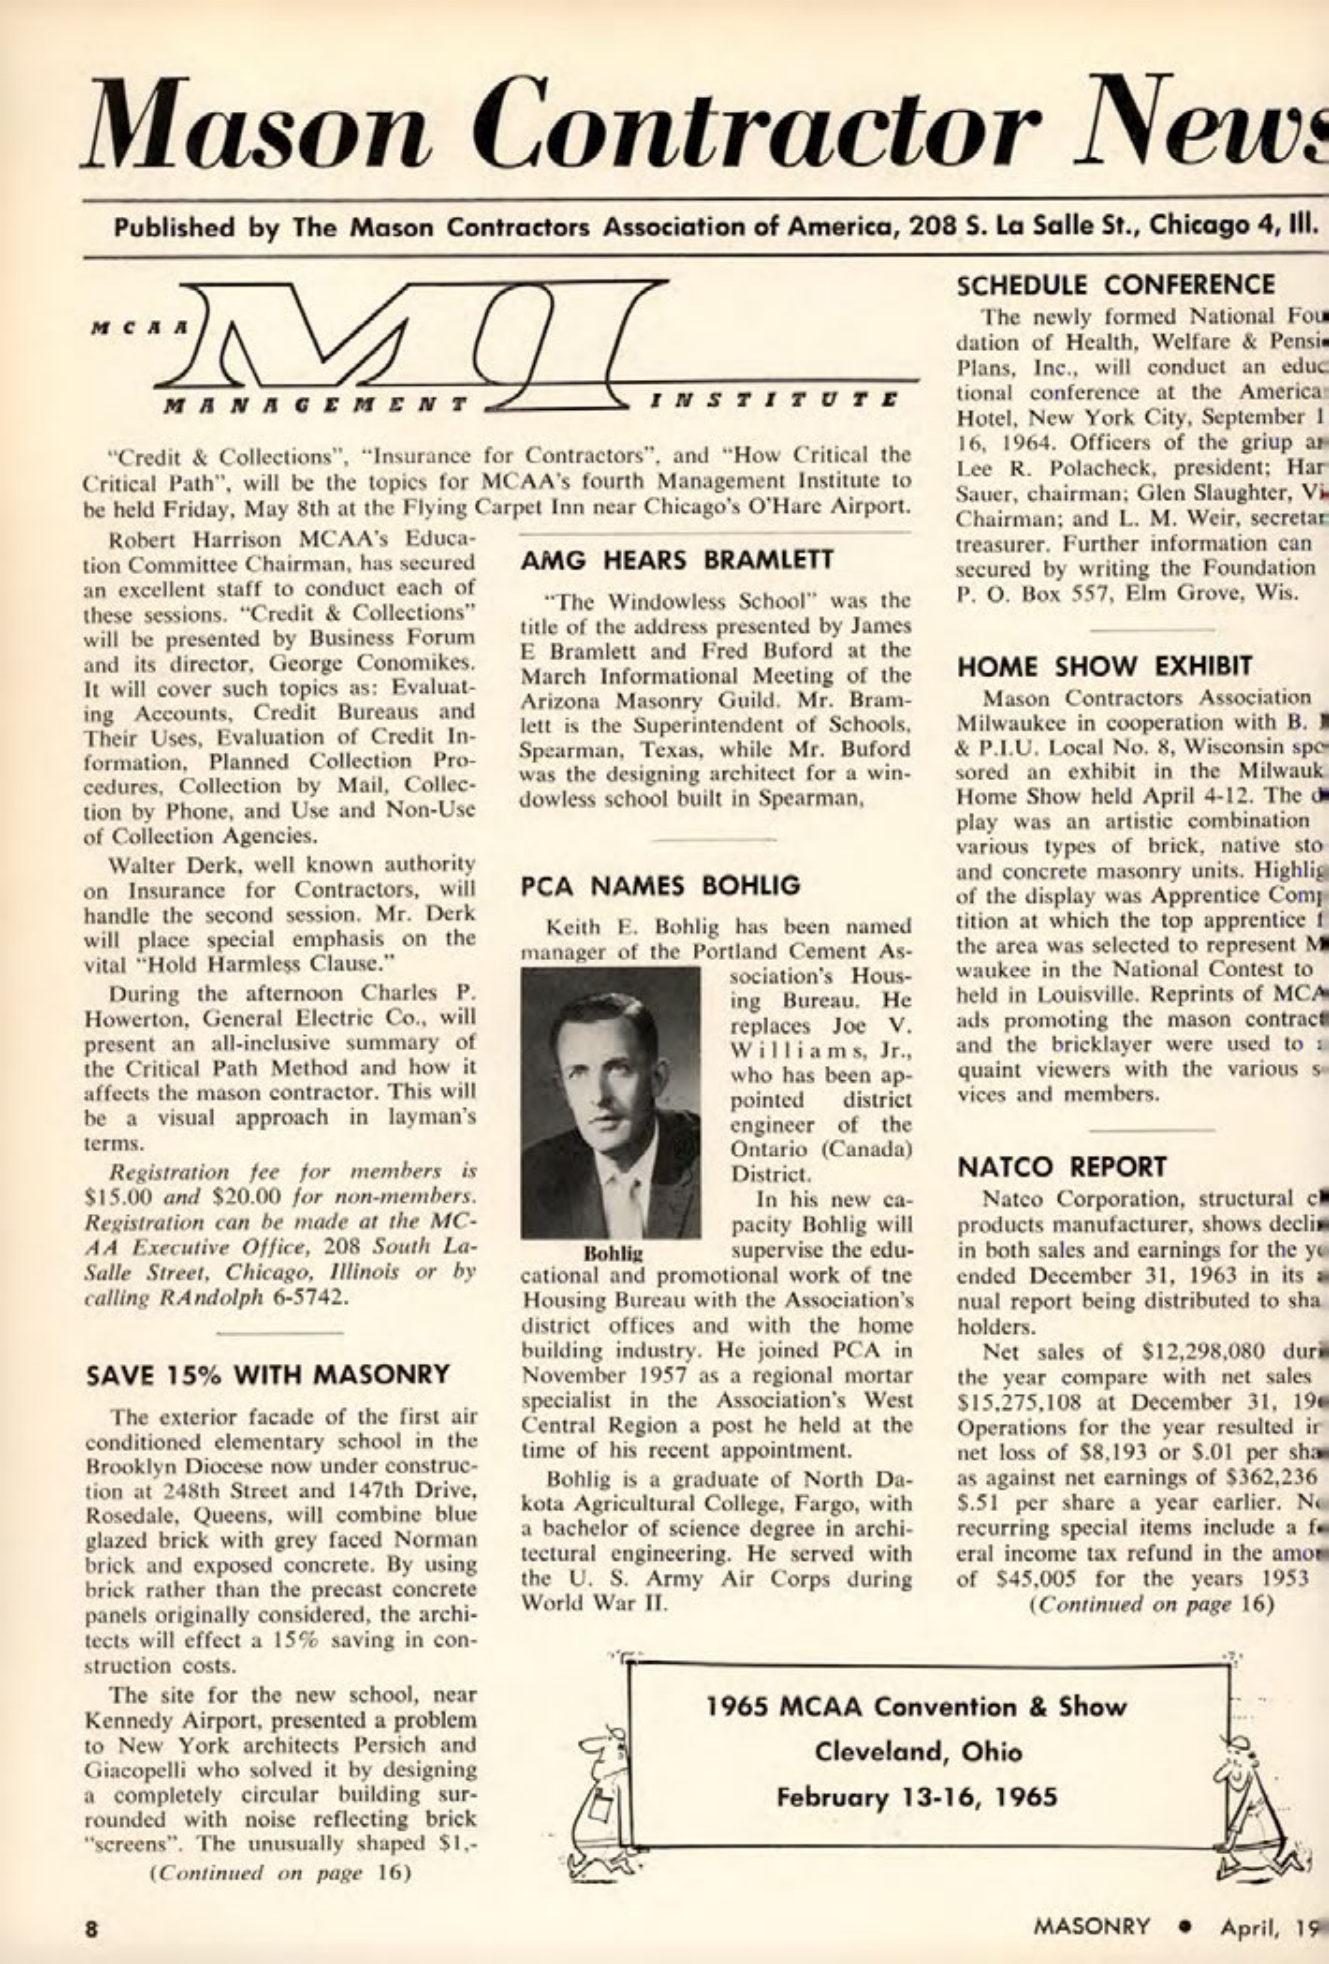 Mason Contractor News
Published by The Mason Contractors Association of America, 208 S. La Salle St., Chicago 4, Ill.
MCAA
MI
MANAGEMENT INSTITUTE
"Credit & Collections", "Insurance for Contractors", and "How Critical the
Critical Path", will be the topics for MCAA's fourth Management Institute to
be held Friday, May 8th at the Flying Carpet Inn near Chicago's O'Hare Airport.
Robert Harrison MCAA's Educa-
tion Committee Chairman, has secured
an excellent staff to conduct each of
these sessions. "Credit & Collections"
will be presented by Business Forum
and its director, George Conomikes.
It will cover such topics as: Evaluat-
ing Accounts, Credit Bureaus and
Their Uses, Evaluation of Credit In-
formation, Planned Collection Pro-
cedures, Collection by Mail, Collec-
tion by Phone, and Use and Non-Use
of Collection Agencies.
Walter Derk, well known authority
on Insurance for Contractors, will
handle the second session. Mr. Derk
will place special emphasis on the
vital "Hold Harmless Clause."
During the afternoon Charles P.
Howerton, General Electric Co., will
present an all-inclusive summary of
the Critical Path Method and how it
affects the mason contractor. This will
be a visual approach in layman's
terms.
Registration fee for members is
$15.00 and $20.00 for non-members.
Registration can be made at the MC-
AA Executive Office, 208 South La-
Salle Street, Chicago, Illinois or by
calling RAndolph 6-5742.
SAVE 15% WITH MASONRY
The exterior facade of the first air
conditioned elementary school in the
Brooklyn Diocese now under construc-
tion at 248th Street and 147th Drive,
Rosedale, Queens, will combine blue
glazed brick with grey faced Norman
brick and exposed concrete. By using
brick rather than the precast concrete
panels originally considered, the archi-
tects will effect a 15% saving in con-
struction costs.
The site for the new school, near
Kennedy Airport, presented a problem
to New York architects Persich and
Giacopelli who solved it by designing
a completely circular building sur-
rounded with noise reflecting brick
"screens". The unusually shaped $1,-
(Continued on page 16)
AMG HEARS BRAMLETT
"The Windowless School" was the
title of the address presented by James
E Bramlett and Fred Buford at the
March Informational Meeting of the
Arizona Masonry Guild. Mr. Bram-
lett is the Superintendent of Schools,
Spearman, Texas, while Mr. Buford
was the designing architect for a win-
dowless school built in Spearman,
PCA NAMES BOHLIG
Keith E. Bohlig has been named
manager of the Portland Cement As-
sociation's Hous-
ing Bureau. He
replaces Joe V.
Williams, Jr.,
who has been ap-
pointed district
engineer of the
Ontario (Canada)
District.
In his new ca-
pacity Bohlig will
Bohlig
supervise the edu-
cational and promotional work of tne
Housing Bureau with the Association's
district offices and with the home
building industry. He joined PCA in
November 1957 as a regional mortar
specialist in the Association's West
Central Region a post he held at the
time of his recent appointment.
Bohlig is a graduate of North Da-
kota Agricultural College, Fargo, with
a bachelor of science degree in archi-
tectural engineering. He served with
the U. S. Army Air Corps during
World War II.
SCHEDULE CONFERENCE
The newly formed National Fou
dation of Health, Welfare & Pensi
Plans, Inc., will conduct an educ
tional conference at the America
Hotel, New York City, September 1
16, 1964. Officers of the griup ar
Lee R. Polacheck, president; Har
Sauer, chairman; Glen Slaughter, Vi
Chairman; and L. M. Weir, secretar
treasurer. Further information can
secured by writing the Foundation
P. O. Box 557, Elm Grove, Wis.
HOME SHOW EXHIBIT
Mason Contractors Association
Milwaukee in cooperation with B.
& P.I.U. Local No. 8, Wisconsin spo
sored an exhibit in the Milwauk
Home Show held April 4-12. The d
play was an artistic combination
various types of brick, native sto
and concrete masonry units. Highlig
of the display was Apprentice Comp
tition at which the top apprentice f
the area was selected to represent M
waukee in the National Contest to
held in Louisville. Reprints of MCA
ads promoting the mason contract
and the bricklayer were used to
quaint viewers with the various s
vices and members.
NATCO REPORT
Natco Corporation, structural c
products manufacturer, shows declin
in both sales and earnings for the ye
ended December 31, 1963 in its a
nual report being distributed to sha
holders.
Net sales of $12,298,080 duri
the year compare with net sales
$15,275,108 at December 31, 19
Operations for the year resulted in
net loss of $8,193 or $.01 per sha
as against net earnings of $362,236
$.51 per share a year earlier. No
recurring special items include a f
eral income tax refund in the amo
of $45,005 for the years 1953
(Continued on page 16)
1965 MCAA Convention & Show
Cleveland, Ohio
February 13-16, 1965
8
MASONRY • April, 19